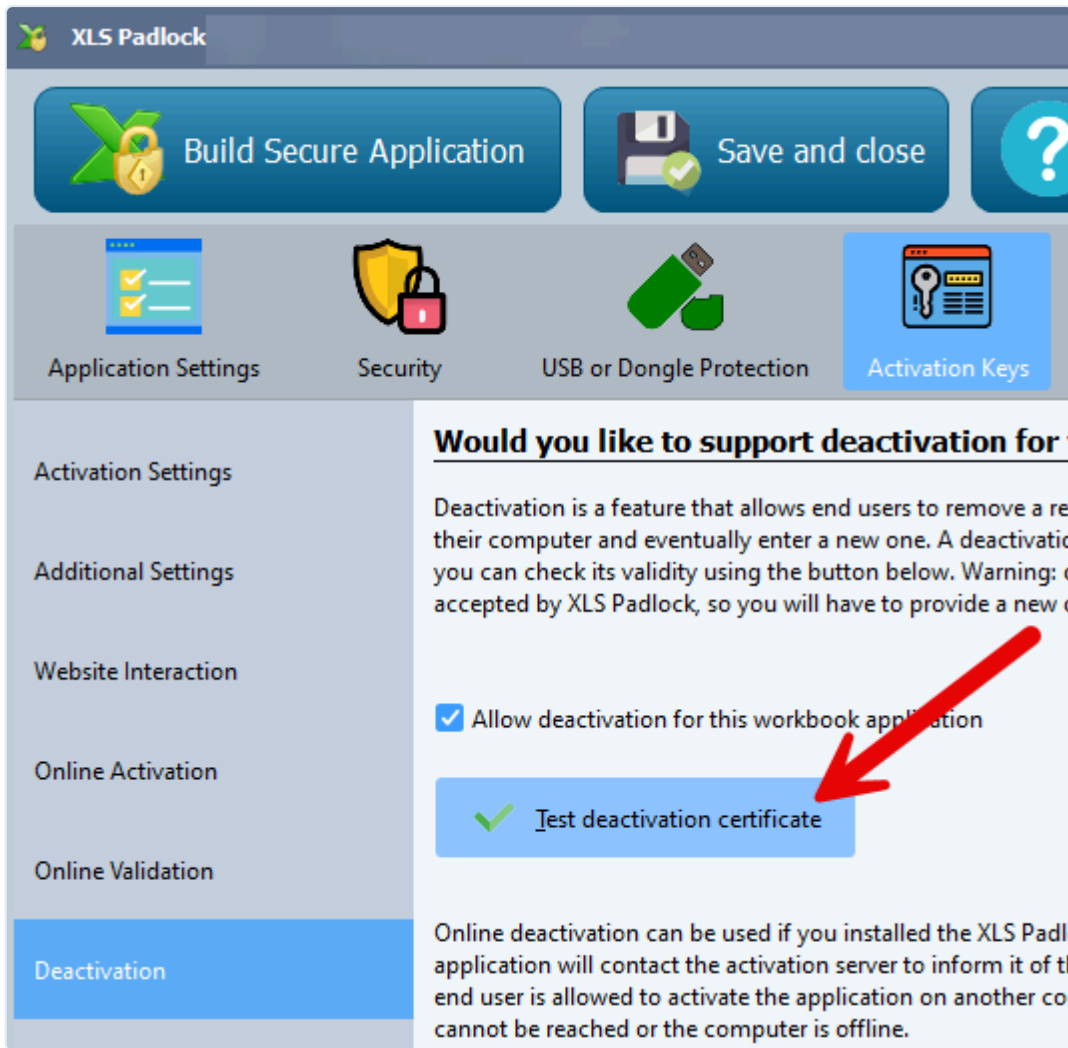 XLS Padlock
Build Secure Application
Save and close
Application Settings
Security
USB or Dongle Protection
Activation Keys
Activation Settings
Additional Settings
Website Interaction
Online Activation
Online Validation
Deactivation
Would you like to support deactivation for
Deactivation is a feature that allows end users to remove a
their computer and eventually enter a new one. A
you can check its validity using the button below. Warning:
accepted by XLS Padlock, so you will have to provide a new
Allow deactivation for this workbook application
Test deactivation certificate
Online deactivation can be used if you installed the XLS
application will contact the activation server to inform it of
end user is allowed to activate the application on another
cannot be reached or the computer is offline.